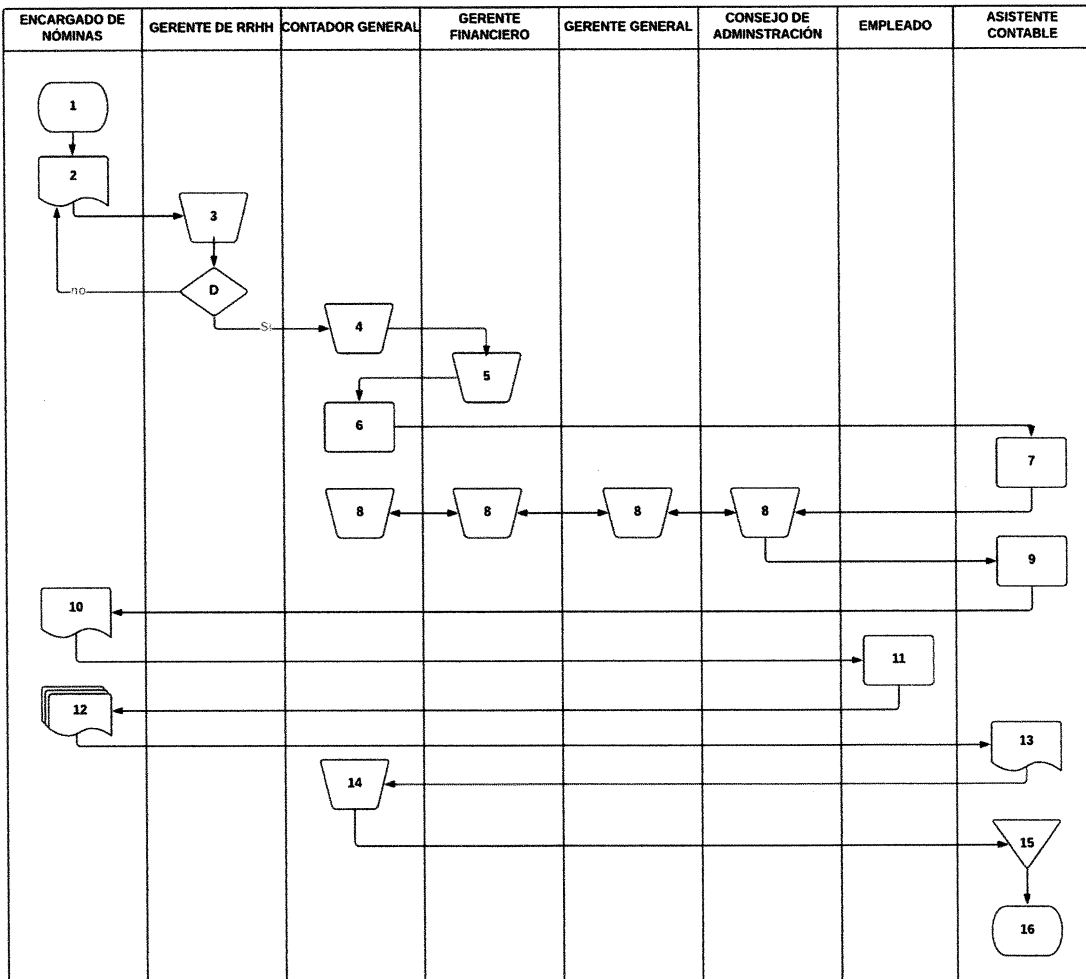 ENCARGADO DE
NÓMINAS
GERENTE DE RRHH
CONTADOR GENERAL
GERENTE
FINANCIERO
GERENTE GENERAL
CONSEJO DE
ADMINSTRACIÓN
EMPLEADO
ASISTENTE
CONTABLE
1
2
3
D
no
Si
4
5
6
7
8
8
8
8
9
10
11
12
13
14
15
16